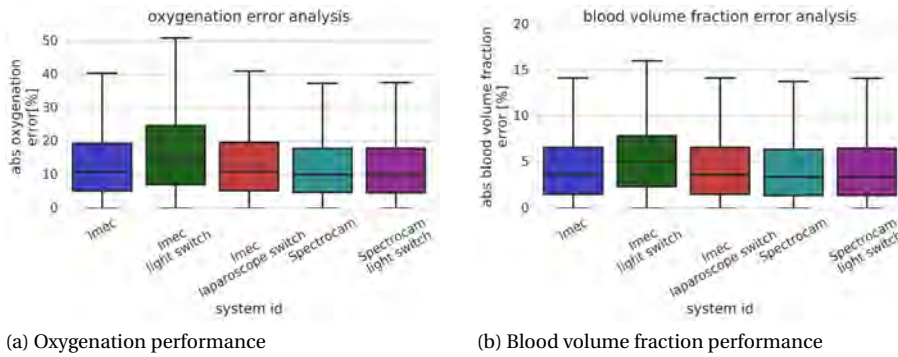 oxygenation error analysis
abs oxygenation
error[%]
50
40
30
20
10
0
Imec
Imec
light switch
Imec
laparoscope switch
Spectrocam
Spectrocam
light switch
system id
(a) Oxygenation performance
blood volume fraction error analysis
abs blood volume fraction
error [%]
20
15
10
5
0
Imec
Imec
light switch
Imec
laparoscope switch
Spectrocam
Spectrocam
light switch
system id
(b) Blood volume fraction performance